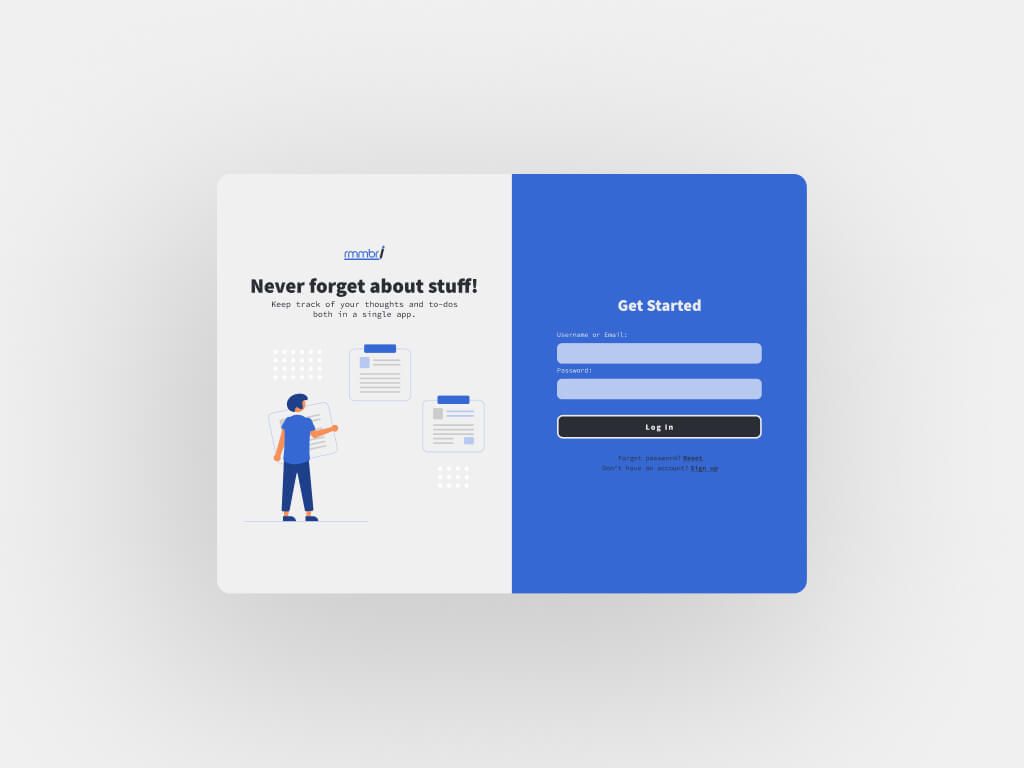 rmmbr
Never forget about stuff!
Keep track of your thoughts and to-dos
both in a single app.
Get Started
Username or Email:
Password:
Log In
Forgot password? Reset
Don't have an account? Sign up